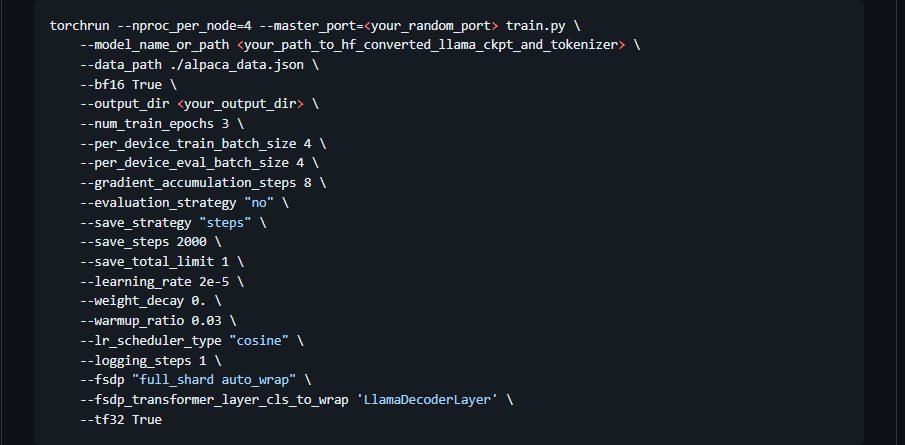 torchrun --nproc_per_node=4 --master_port=<your_random_port> train.py \
--model_name_or_path <your_path_to_hf_converted_llama_ckpt_and_tokenizer> \
--data_path ./alpaca_data.json \
--bf16 True \
--output_dir <your_output_dir> \
--num_train_epochs 3 \
--per_device_train_batch_size 4 \
--per_device_eval_batch_size 4 \
--gradient_accumulation_steps 8 \
--evaluation_strategy "no" \
--save_strategy "steps" \
--save_steps 2000 \
--save_total_limit 1 \
--learning_rate 2e-5 \
--weight_decay 0. \
--warmup_ratio 0.03 \
--lr_scheduler_type "cosine" \
--logging_steps 1 \
--fsdp "full_shard auto_wrap" \
--fsdp_transformer_layer_cls_to_wrap 'LlamaDecoderLayer' \
--tf32 True